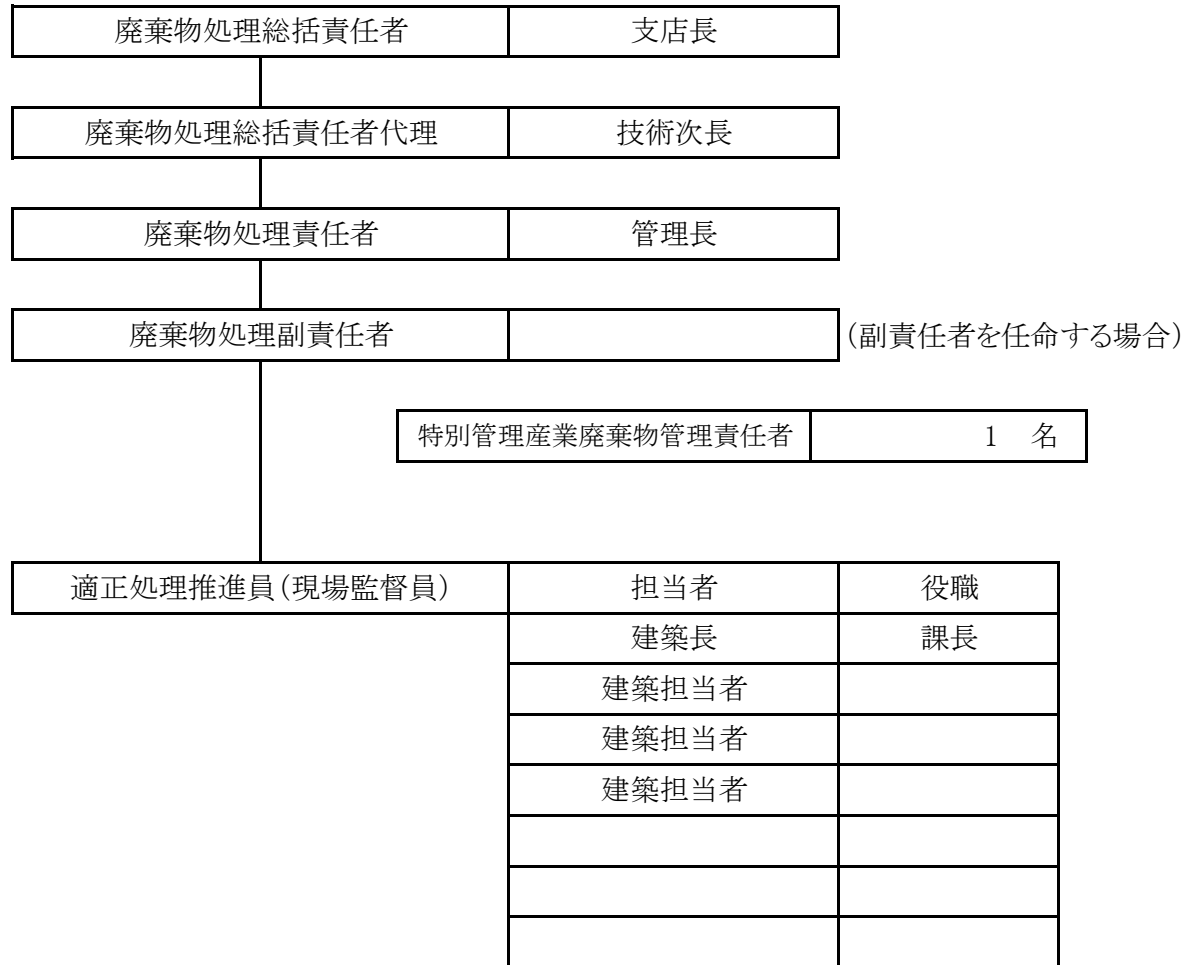 廃棄物処理総括責任者 支店長
廃棄物処理総括責任者代理 技術次長
廃棄物処理責任者 管理長
廃棄物処理副責任者 (副責任者を任命する場合)
特別管理産業廃棄物管理責任者 1 名
適正処理推進員(現場監督員) 担当者 役職
建築長 課長
建築担当者
建築担当者
建築担当者